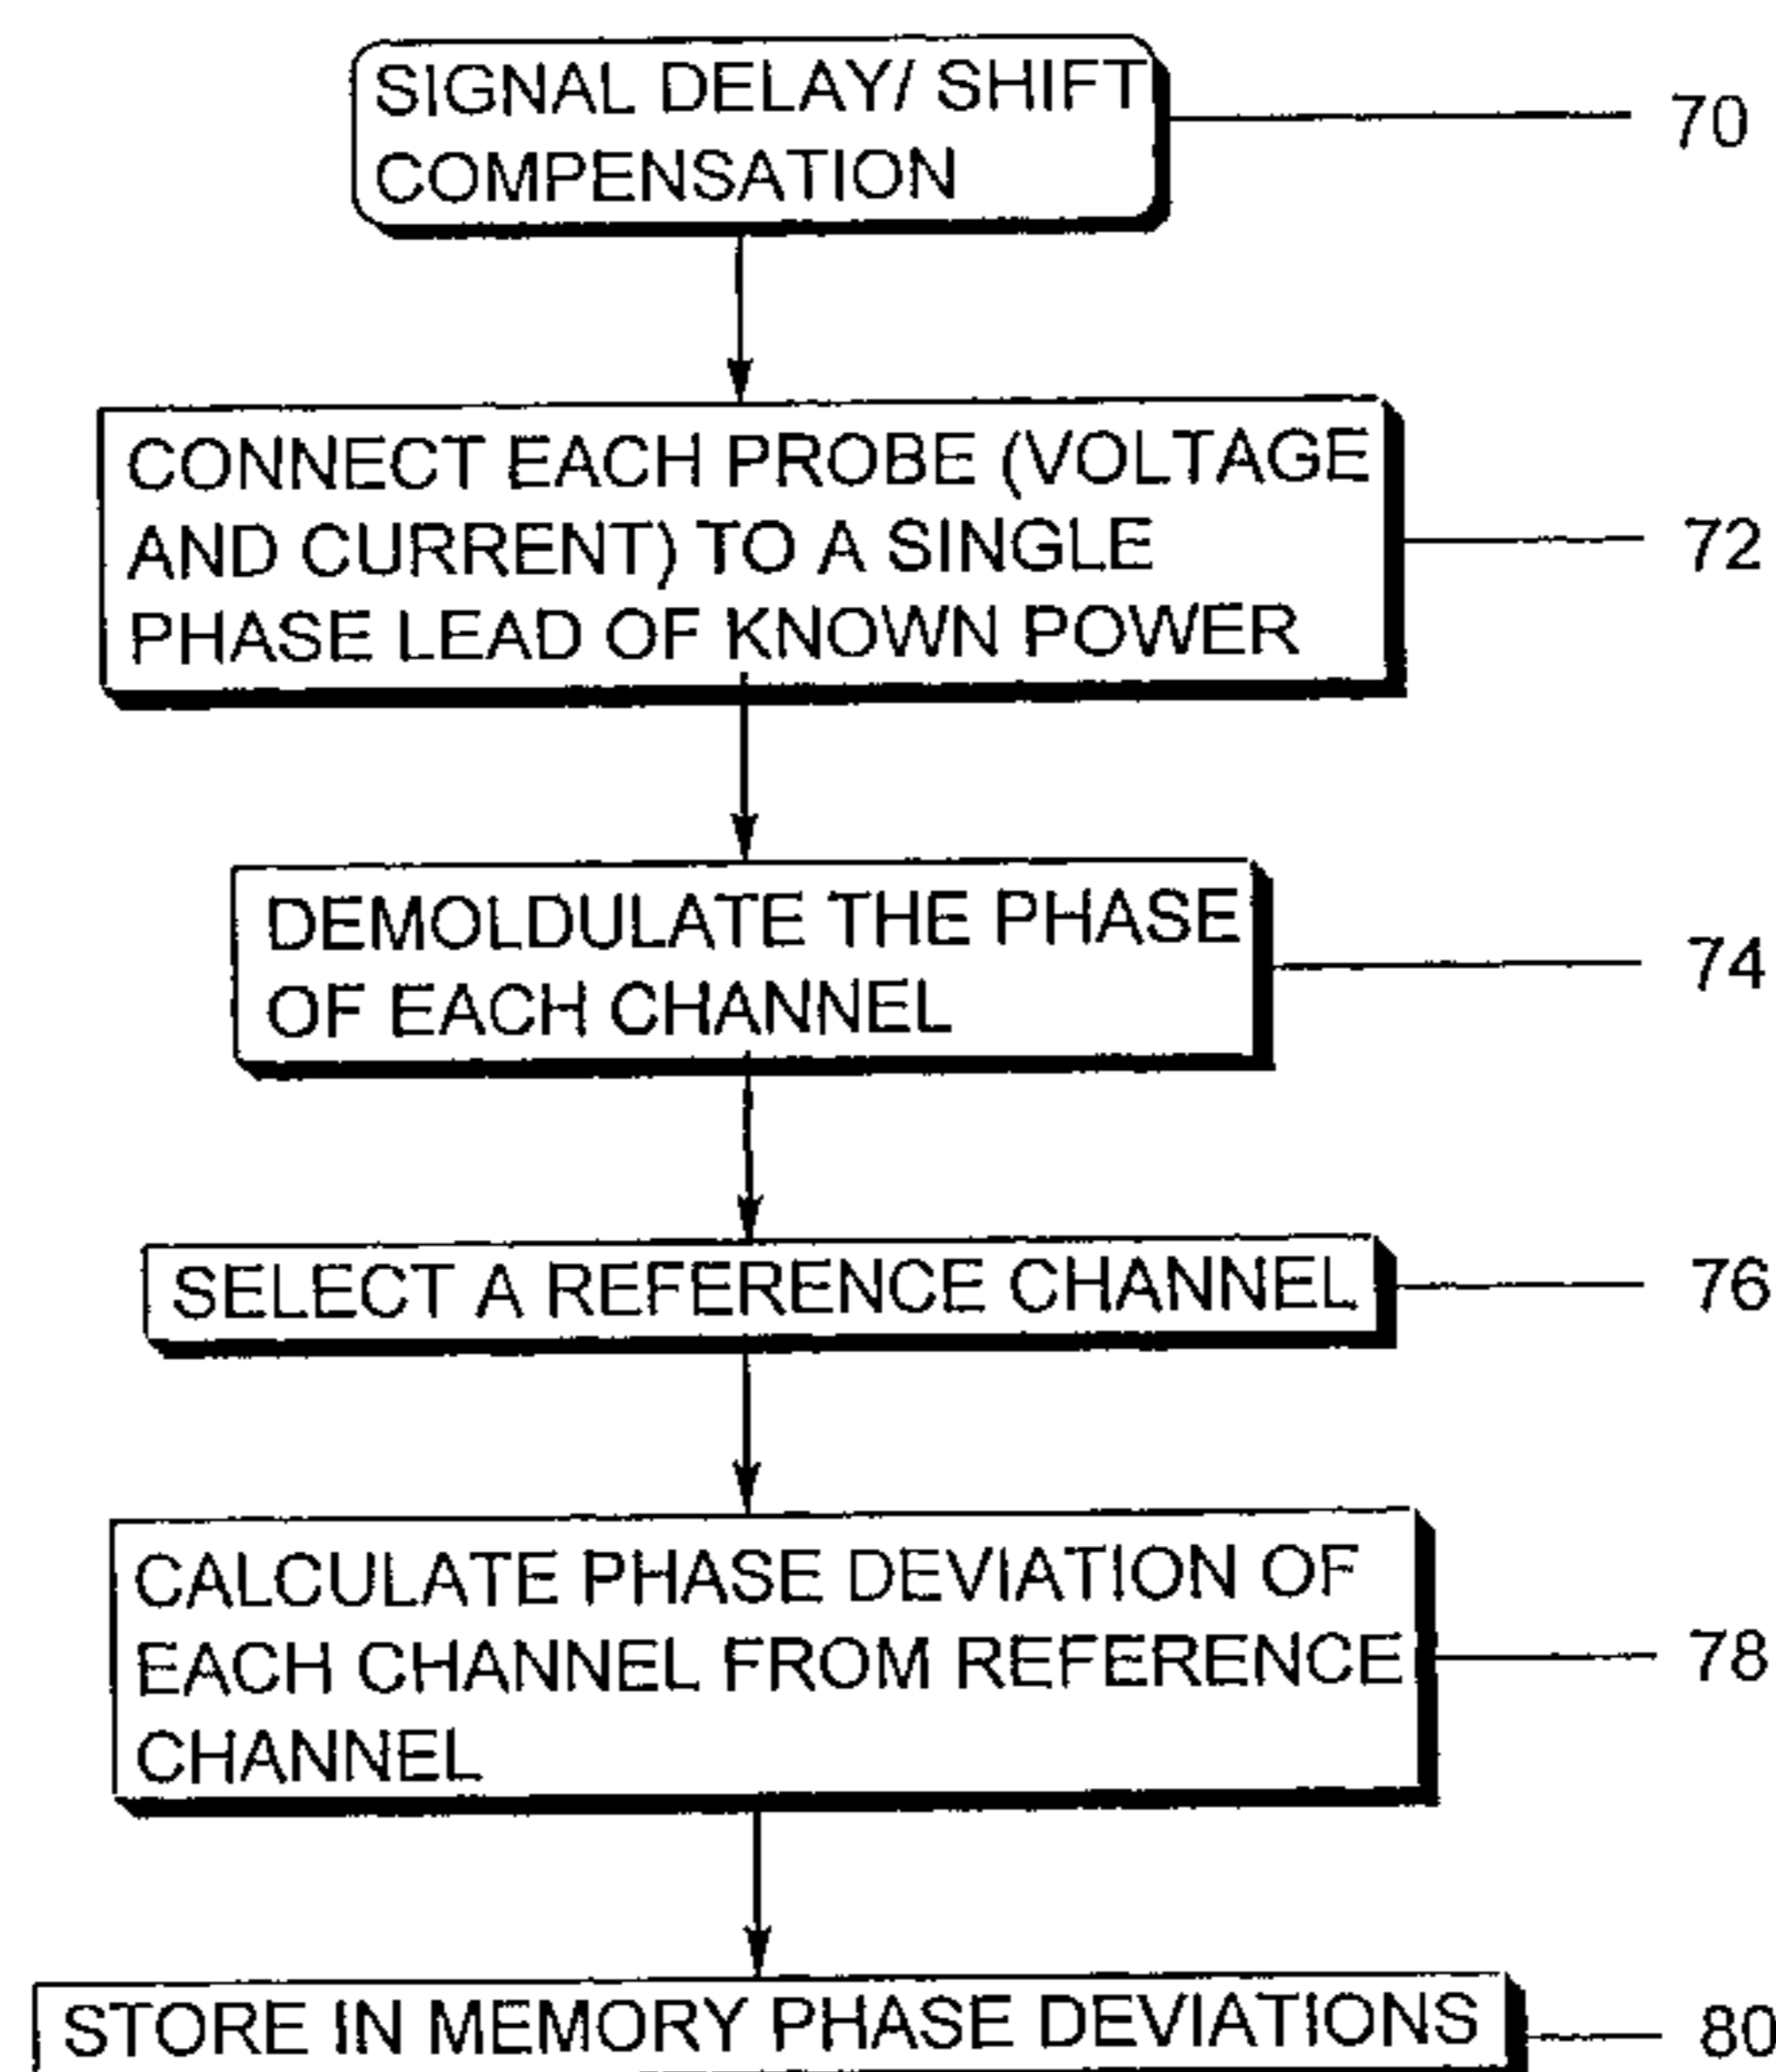 SIGNAL DELAY/ SHIFT
COMPENSATION
70
CONNECT EACH PROBE (VOLTAGE
AND CURRENT) TO A SINGLE
PHASE LEAD OF KNOWN POWER
72
DEMOLDULATE THE PHASE
OF EACH CHANNEL
74
SELECT A REFERENCE CHANNEL
76
CALCULATE PHASE DEVIATION OF
EACH CHANNEL FROM REFERENCE
CHANNEL
78
STORE IN MEMORY PHASE DEVIATIONS
80